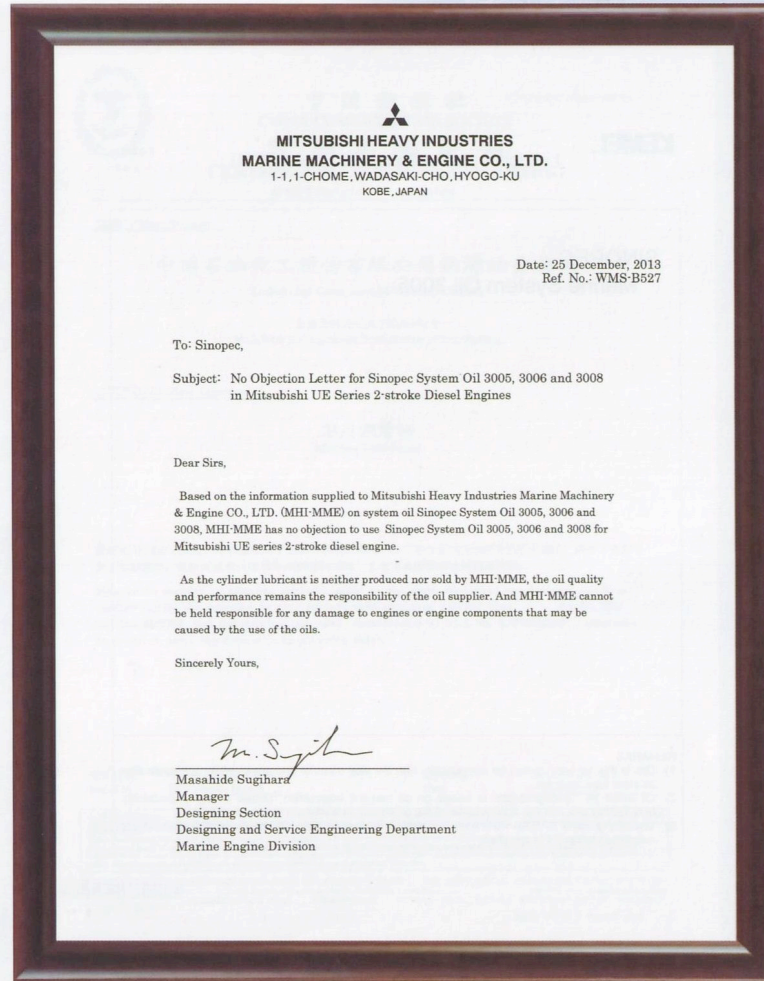 MITSUBISHI HEAVY INDUSTRIES
MARINE MACHINERY & ENGINE CO., LTD.
1-1, 1-CHOME, WADASAKI-CHO, HYOGO-KU
KOBE, JAPAN
Date: 25 December, 2013
Ref. No.: WMS-B527
To: Sinopec,
Subject: No Objection Letter for Sinopec System Oil 3005, 3006 and 3008
in Mitsubishi UE Series 2-stroke Diesel Engines
Dear Sirs,
Based on the information supplied to Mitsubishi Heavy Industries Marine Machinery
& Engine CO., LTD. (MHI-MME) on system oil Sinopec System Oil 3005, 3006 and
3008, MHI-MME has no objection to use Sinopec System Oil 3005, 3006 and 3008 for
Mitsubishi UE series 2-stroke diesel engine.
As the cylinder lubricant is neither produced nor sold by MHI-MME, the oil quality
and performance remains the responsibility of the oil supplier. And MHI-MME cannot
be held responsible for any damage to engines or engine components that may be
caused by the use of the oils.
Sincerely Yours,
Masahide Sugihara
Manager
Designing Section
Designing and Service Engineering Department
Marine Engine Division